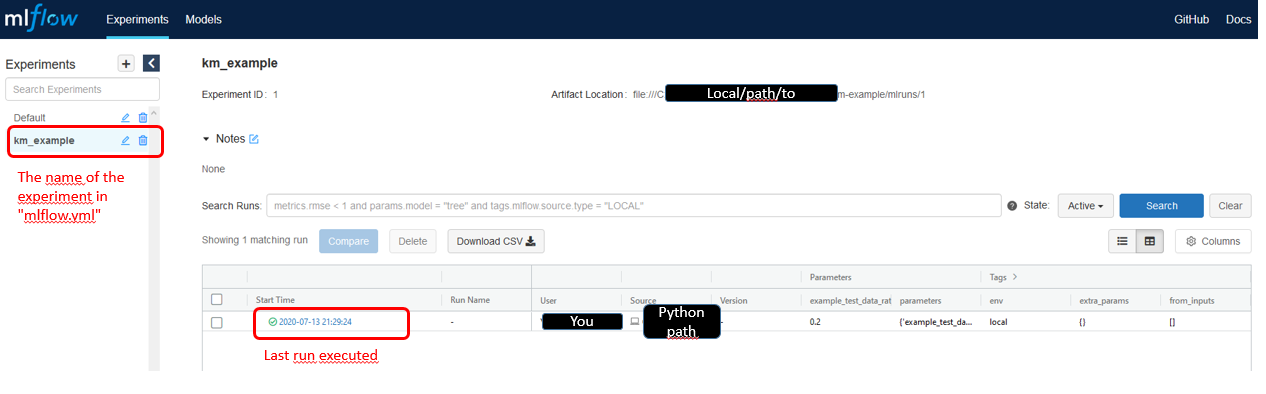 mlflow Experiments Models GitHub Docs
Experiments + km_example
Search Experiments
Experiment ID: 1 Artifact Location: file:///C Local/path/to m-example/mlruns/1
Default
km_example
Notes
None
The name of the
experiment in
"mlflow.yml"
Search Runs: metrics.rmse < 1 and params.model = "tree" and tags.mlflow.source.type = "LOCAL" ? State: Active Search Clear
Showing 1 matching run Compare Delete Download CSV Columns
Parameters Tags >
Start Time Run Name User Source Version example_test_data_rat parameters env extra_params from_inputs
2020-07-13 21:29:24 - You Python path - 0.2 {'example_test_da... local {} []
Last run executed